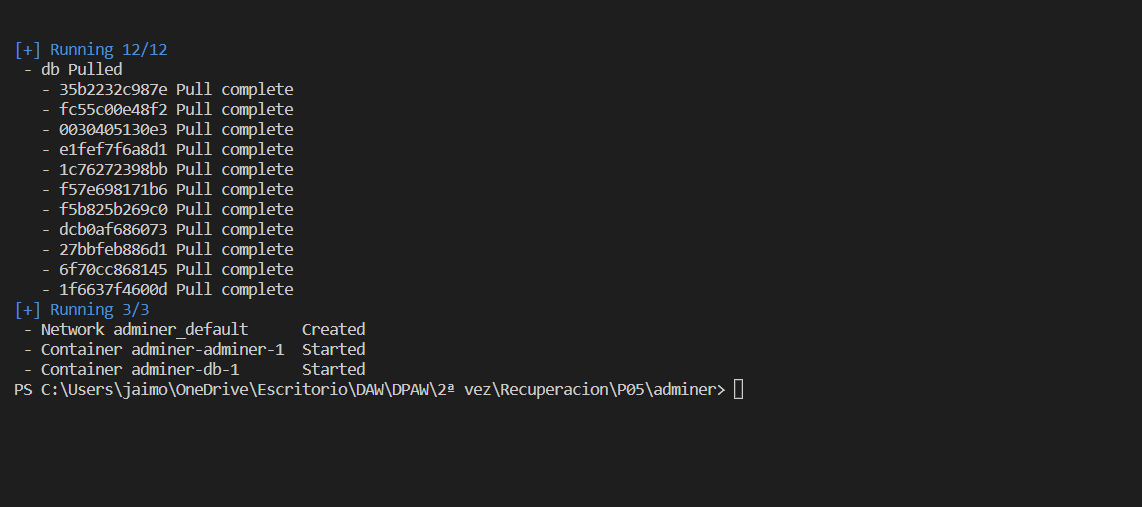 [+] Running 12/12
- db Pulled
- 35b2232c987e Pull complete
- fc55c00e48f2 Pull complete
- 0030405130e3 Pull complete
- e1fef7f6a8d1 Pull complete
- 1c76272398bb Pull complete
- f57e698171b6 Pull complete
- f5b825b269c0 Pull complete
- dcb0af686073 Pull complete
- 27bbfeb886d1 Pull complete
- 6f70cc868145 Pull complete
- 1f6637f4600d Pull complete
[+] Running 3/3
- Network adminer_default Created
- Container adminer-adminer-1 Started
- Container adminer-db-1 Started
PS C:\Users\jaimo\OneDrive\Escritorio\DAW\DPAW\2ª vez\Recuperacion\P05\adminer>